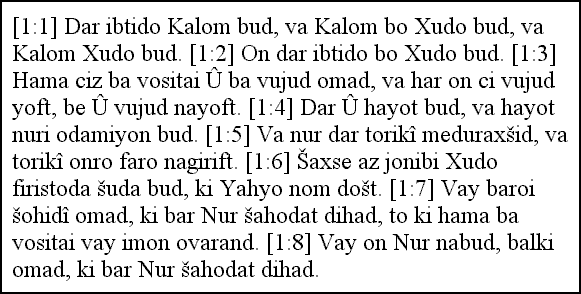 [1:1] Dar ibtido Kalom bud, va Kalom bo Xudo bud, va
Kalom Xudo bud. [1:2] On dar ibtido bo Xudo bud. [1:3]
Hama ciz ba vositai Û ba vujud omad, va har on ci vujud
yoft, be Û vujud nayoft. [1:4] Dar Û hayot bud, va hayot
nuri odamiyon bud. [1:5] Va nur dar torikî meduraxšid, va
torikî onro faro nagirift. [1:6] Šaxse az jonibi Xudo
firistoda šuda bud, ki Yahyo nom došt. [1:7] Vay baroi
šohidî omad, ki bar Nur šahodat dihad, to ki hama ba
vositai vay imon ovarand. [1:8] Vay on Nur nabud, balki
omad, ki bar Nur šahodat dihad.